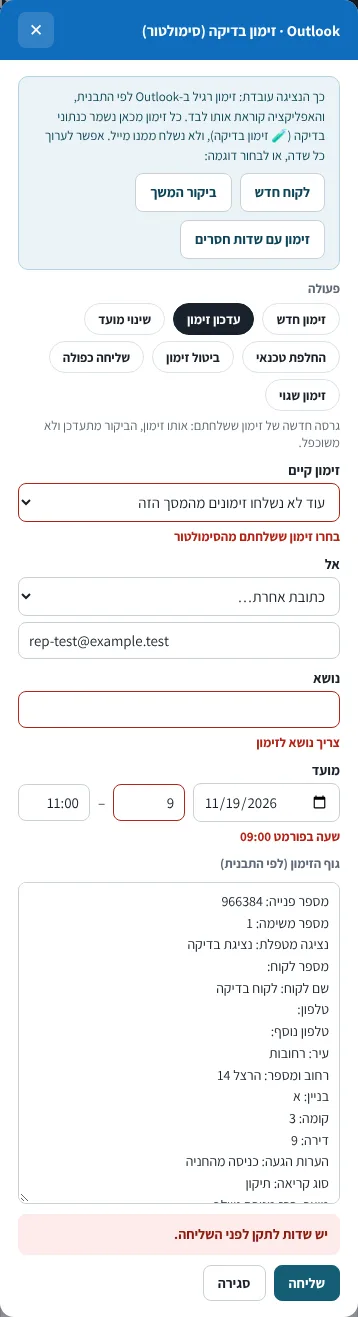 Outlook · זימון בדיקה (סימולטור)
✕
כך הנציגה עובדת: זימון רגיל ב-Outlook לפי התבנית,
והאפליקציה קוראת אותו לבד. כל זימון מכאן נשמר כנתוני
בדיקה (🧪 זימון בדיקה), ולא נשלח ממנו מייל. אפשר לערוך
כל שדה, או לבחור דוגמה:
לקוח חדש
ביקור המשך
זימון עם שדות חסרים
פעולה
זימון חדש
עדכון זימון
שינוי מועד
החלפת טכנאי
ביטול זימון
שליחה כפולה
זימון שגוי
גרסה חדשה של זימון ששלחתם: אותו זימון, הביקור מתעדכן ולא
משוכפל.
זימון קיים
עוד לא נשלחו זימונים מהמסך הזה
בחרו זימון ששלחתם מהסימולטור
אל
כתובת אחרת…
rep-test@example.test
נושא
צריך נושא לזימון
מועד
11/19/2026
9
–
11:00
שעה בפורמט 09:00
גוף הזימון (לפי התבנית)
מספר פנייה: 966384
מספר משימה: 1
נציגה מטפלת: נציגת בדיקה
מספר לקוח:
שם לקוח: לקוח בדיקה
טלפון:
טלפון נוסף:
עיר: רחובות
רחוב ומספר: הרצל 14
בניין: א
קומה: 3
דירה: 9
הערות הגעה: כניסה מהחניה
סוג קריאה: תיקון
יש שדות לתקן לפני השליחה.
שליחה
סגירה